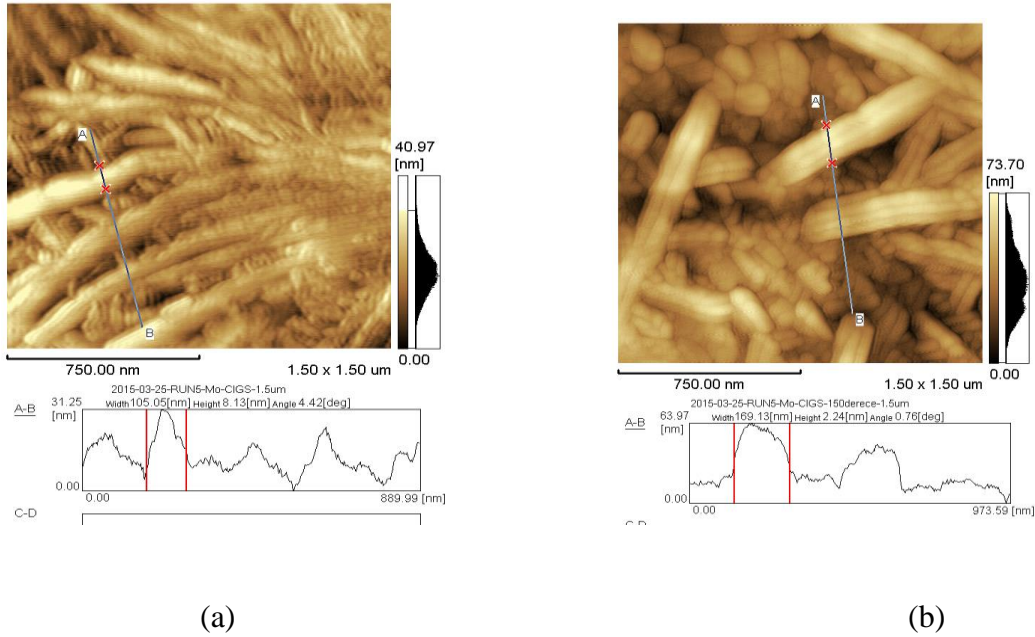 A
B
40.97
[nm]
0.00
750.00 nm
1.50 x 1.50 um
2015-03-25-RUN5-Mo-CIGS-1.5um
Width 105.05[nm] Height 8.13[nm] Angle 4.42[deg]
31.25
A-B
[nm]
0.00
0.00
889.99 [nm]
C-D
(a)
A
B
73.70
[nm]
0.00
750.00 nm
1.50 x 1.50 um
2015-03-25-RUN5-Mo-CIGS-150derece-1.5um
Width 169.13[nm] Height 2.24[nm] Angle 0.76[deg]
63.97
A-B
[nm]
0.00
0.00
973.59 [nm]
C-D
(b)